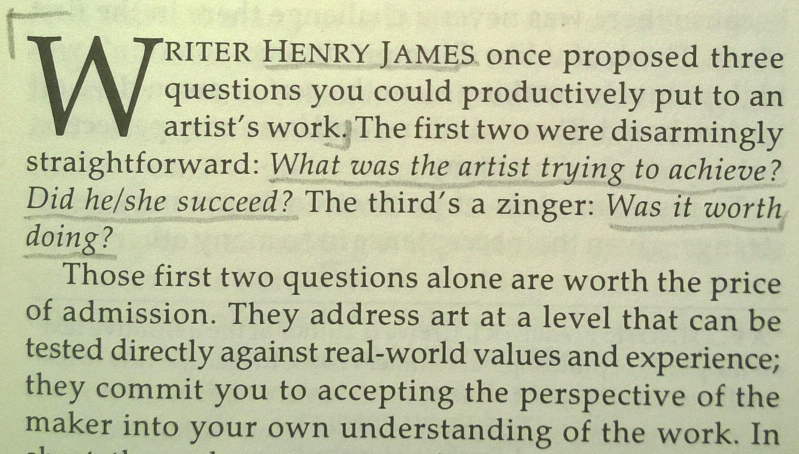 WRITER HENRY JAMES once proposed three
questions you could productively put to an
artist's work. The first two were disarmingly
straightforward: What was the artist trying to achieve?
Did he/she succeed? The third's a zinger: Was it worth
doing?
Those first two questions alone are worth the price
of admission. They address art at a level that can be
tested directly against real-world values and experience;
they commit you to accepting the perspective of the
maker into your own understanding of the work. In